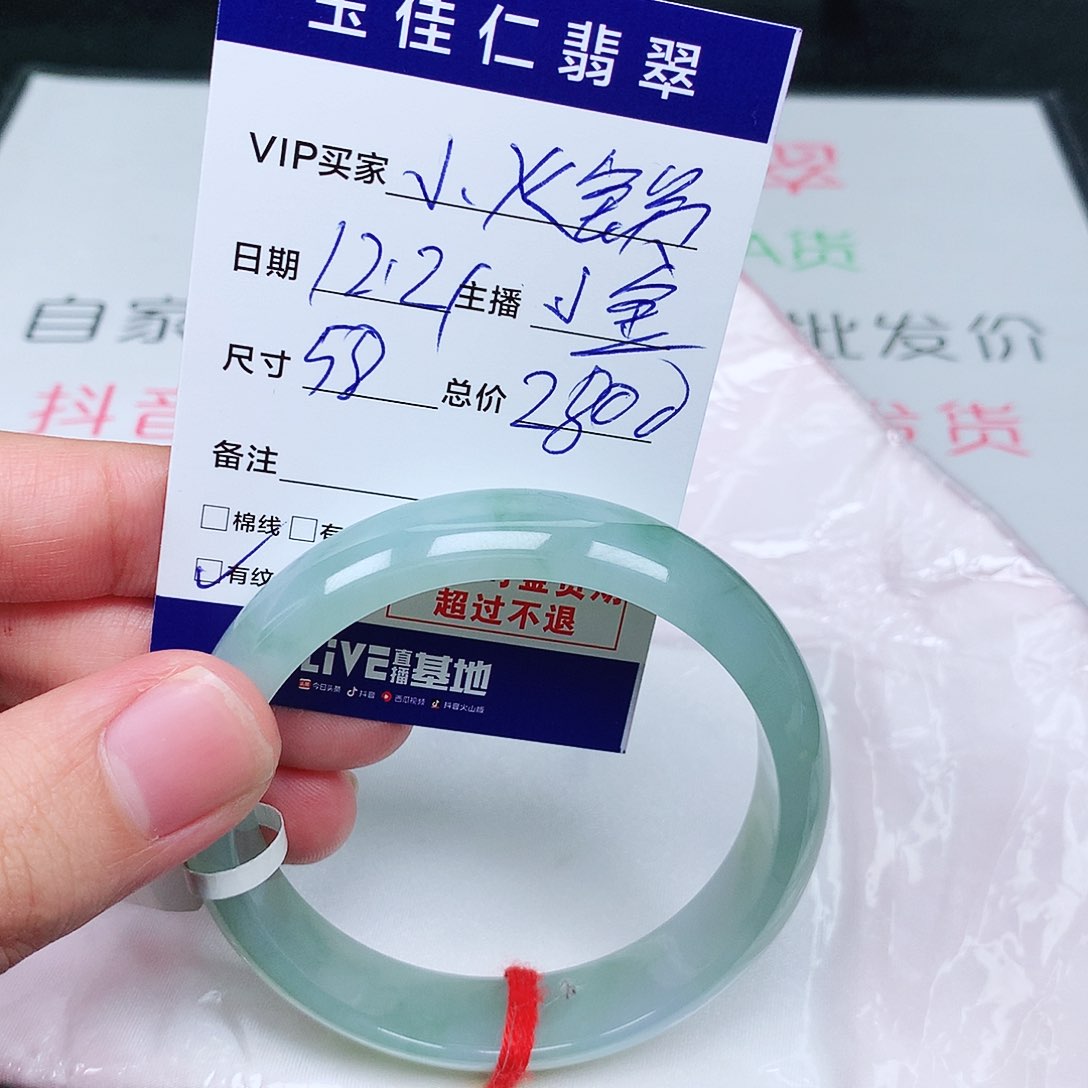 玉佳仁翡翠
VIP买家 小火锅
日期 12.21 主播 小金
尺寸 58 总价 2800
备注
棉线
有纹
超过不退
LiVE直播基地
今日头条 抖音 西瓜视频 抖音火山版
翠
A货
自家
批发价
抖音
发货